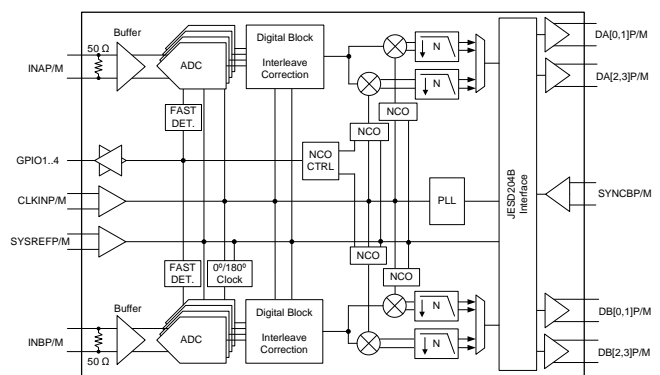 Buffer
50 Ω
INAP/M
ADC
Digital Block
Interleave
Correction
N
N
DA[0,1]P/M
DA[2,3]P/M
FAST
DET.
NCO
NCO
GPIO1..4
NCO
CTRL
CLKINP/M
PLL
JESD204B
Interface
SYNCBP/M
SYSREFP/M
NCO
NCO
FAST
DET.
0º/180º
Clock
Buffer
Digital Block
Interleave
Correction
N
N
DB[0,1]P/M
DB[2,3]P/M
INBP/M
ADC
50 Ω